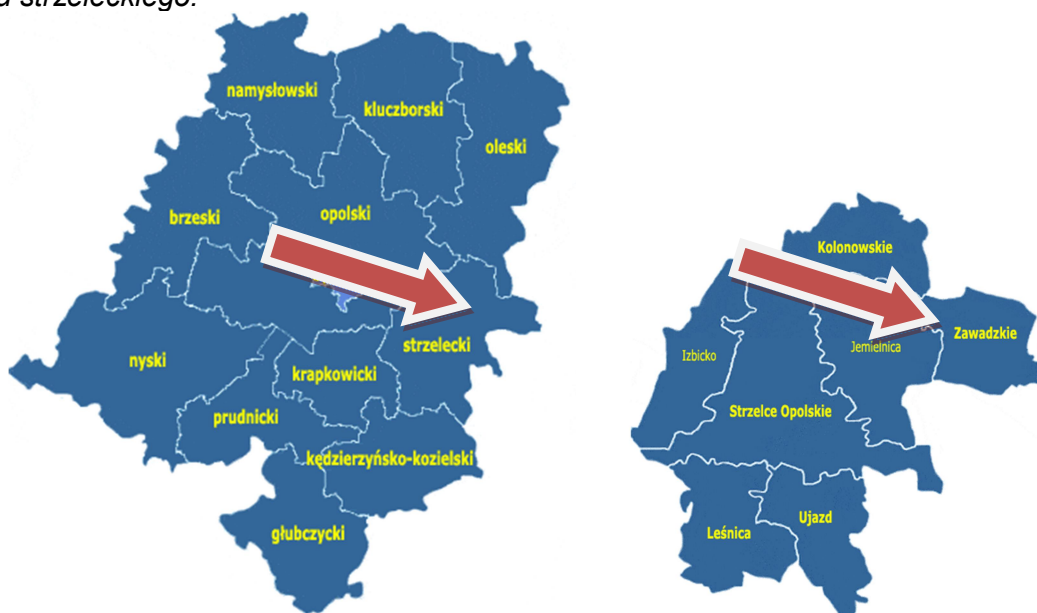 strzeleckiego.
namysłowski
kluczborski
oleski
brzeski
opolski
nyski
strzelecki
krapkowicki
prudnicki
kędzierzyńsko-kozielski
głubczycki
Kolonowskie
Zawadzkie
Izbicko
Jemielnica
Strzelce Opolskie
Leśnica
Ujazd